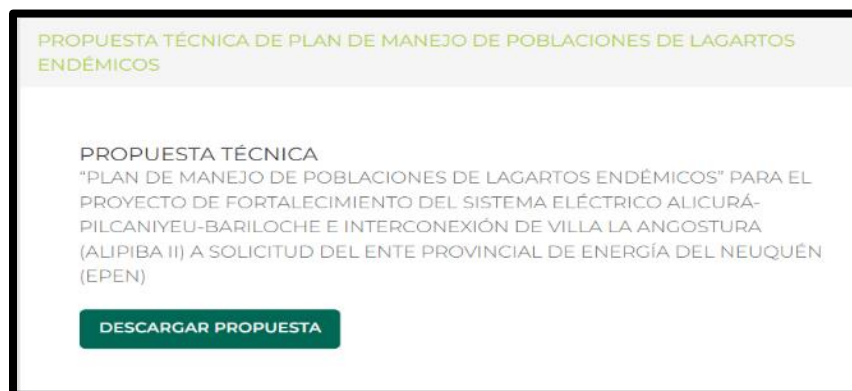 PROPUESTA TÉCNICA DE PLAN DE MANEJO DE POBLACIONES DE LAGARTOS
ENDÉMICOS
PROPUESTA TÉCNICA
"PLAN DE MANEJO DE POBLACIONES DE LAGARTOS ENDÉMICOS" PARA EL
PROYECTO DE FORTALECIMIENTO DEL SISTEMA ELÉCTRICO ALICURÁ-
PILCANIYEU-BARILOCHE E INTERCONEXIÓN DE VILLA LA ANGOSTURA
(ALIPIBA II) A SOLICITUD DEL ENTE PROVINCIAL DE ENERGÍA DEL NEUQUÉN
(EPEN)
DESCARGAR PROPUESTA